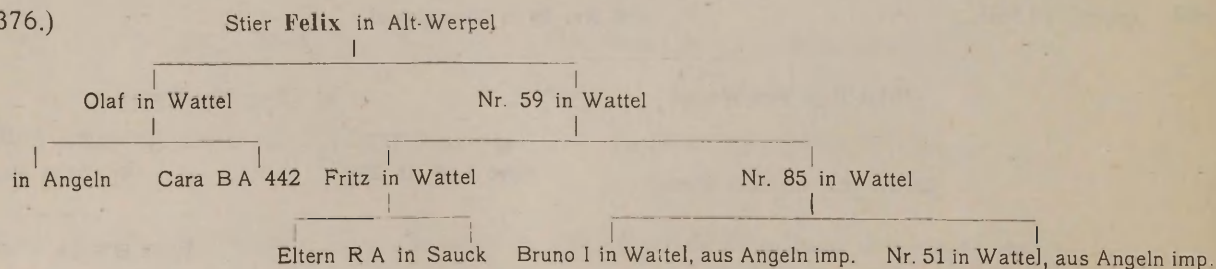 376.) Stier Felix in Alt-Werpel
Olaf in Wattel Nr. 59 in Wattel
in Angeln Cara B A 442 Fritz in Wattel Nr. 85 in Wattel
Eltern R A in Sauck Bruno I in Wattel, aus Angeln imp. Nr. 51 in Wattel, aus Angeln imp.